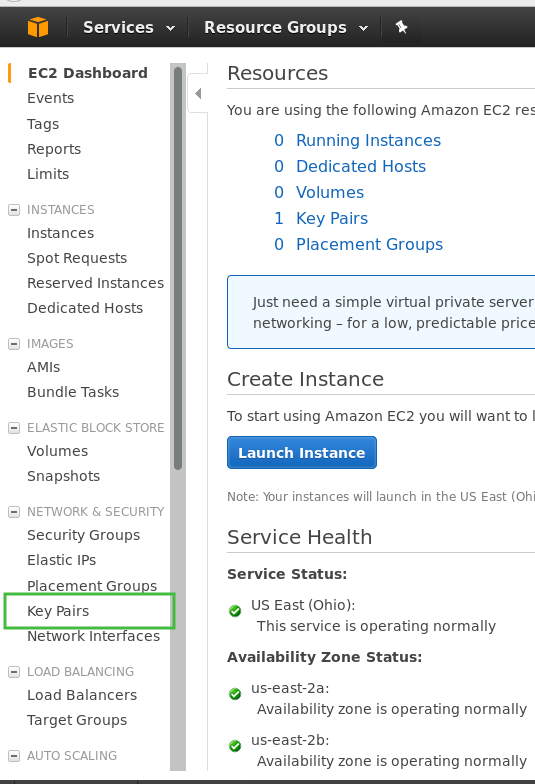 Services
Resource Groups
EC2 Dashboard
Events
Tags
Reports
Limits
INSTANCES
Instances
Spot Requests
Reserved Instances
Dedicated Hosts
IMAGES
AMIs
Bundle Tasks
ELASTIC BLOCK STORE
Volumes
Snapshots
NETWORK & SECURITY
Security Groups
Elastic IPs
Placement Groups
Key Pairs
Network Interfaces
LOAD BALANCING
Load Balancers
Target Groups
AUTO SCALING
Resources
You are using the following Amazon EC2 res
0 Running Instances
0 Dedicated Hosts
0 Volumes
1 Key Pairs
0 Placement Groups
Just need a simple virtual private server
networking – for a low, predictable price
Create Instance
To start using Amazon EC2 you will want to l
Launch Instance
Note: Your instances will launch in the US East (Ohi
Service Health
Service Status:
US East (Ohio):
This service is operating normally
Availability Zone Status:
us-east-2a:
Availability zone is operating normally
us-east-2b:
Availability zone is operating normally